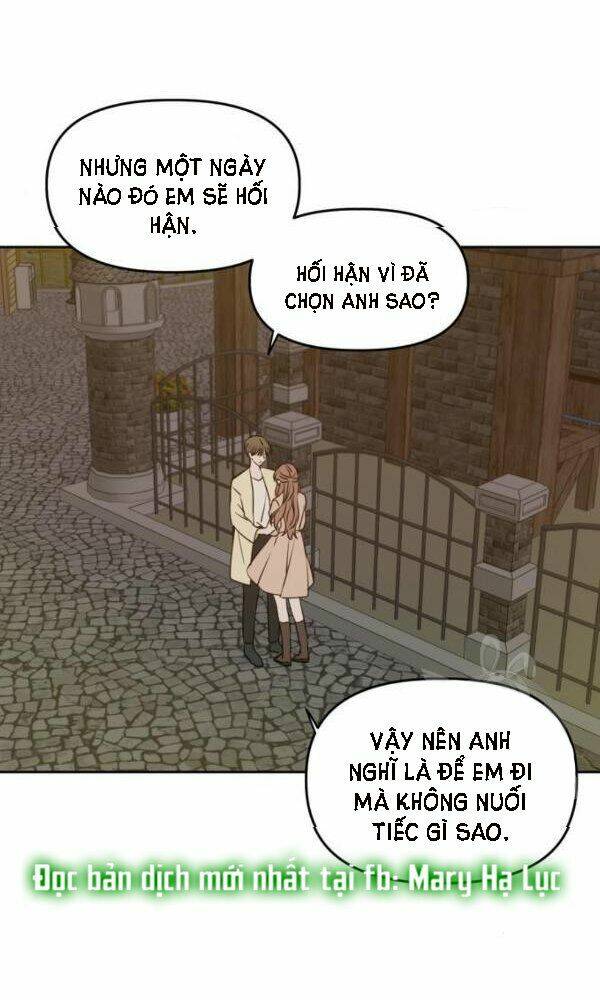 NHƯNG MỘT NGÀY
NÀO ĐÓ EM SẼ HỐI
HẬN.
HỐI HẬN VÌ ĐÃ
CHỌN ANH SAO?
VẬY NÊN ANH
NGHĨ LÀ ĐỂ EM ĐI
MÀ KHÔNG NUỐI
TIẾC GÌ SAO.
Đọc bản dịch mới nhất tại fb: Mary Hạ Lục